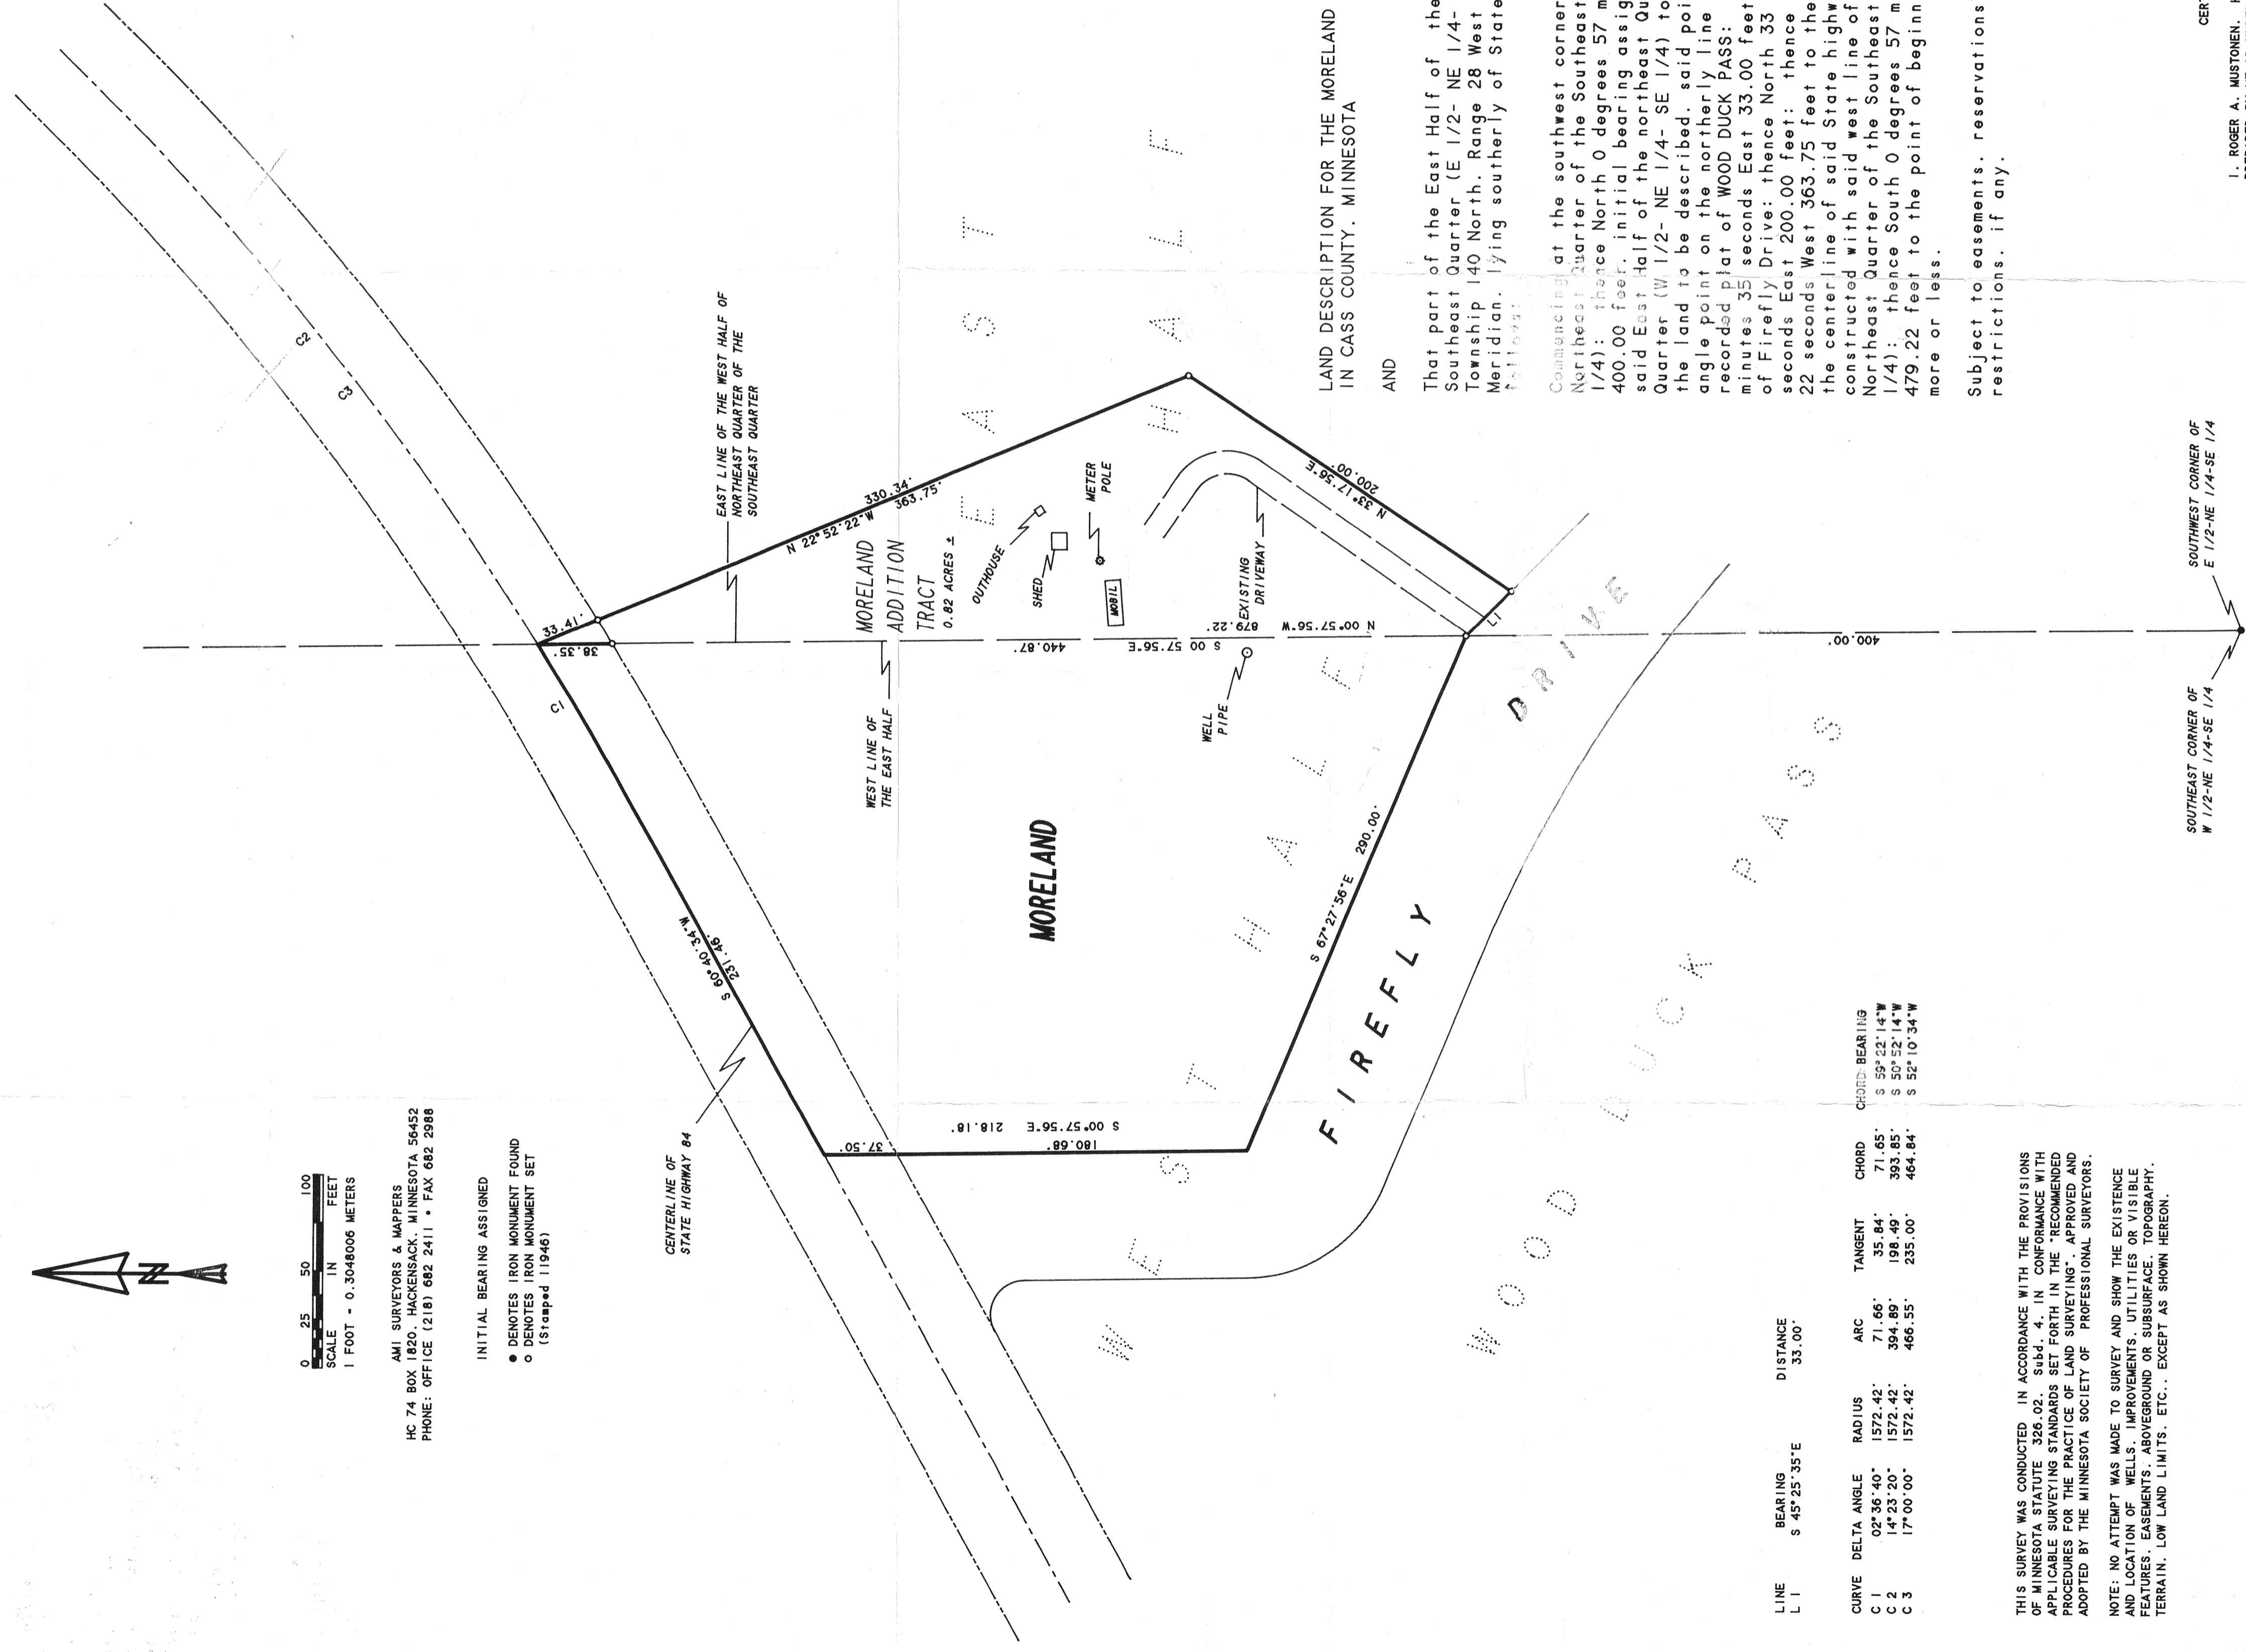 0 25 50 100
SCALE IN FEET
1 FOOT = 0.3048006 METERS
AMI SURVEYORS & MAPPERS
HC 74 BOX 1820. HACKENSACK. MINNESOTA 56452
PHONE: OFFICE (218) 682 2411 • FAX 682 2988
INITIAL BEARING ASSIGNED
● DENOTES IRON MONUMENT FOUND
○ DENOTES IRON MONUMENT SET
(Stamped 11946)
N
CENTERLINE OF
STATE HIGHWAY 84
S 60°40'34"W
231.46'
C1
C2
C3
33.41'
38.35'
37.50'
180.68'
S 00°57'56"E 218.18'
EAST LINE OF THE WEST HALF OF
NORTHEAST QUARTER OF THE
SOUTHEAST QUARTER
N 22°52'22"W
330.34'
363.75'
WEST LINE OF
THE EAST HALF
MORELAND
ADDITION
TRACT
0.82 ACRES ±
OUTHOUSE
SHED
METER
POLE
MOBIL
EXISTING
DRIVEWAY
WELL
PIPE
440.87'
S 00 57'56"E
879.22'
N 00°57'56"W
N 33°17'56"E
200.00'
L1
MORELAND
S 67°27'56"E 290.00'
EAST
HALF
WEST HALF
FIREFLY DRIVE
WOOD DUCK PASS
400.00'
SOUTHEAST CORNER OF
W 1/2-NE 1/4-SE 1/4
SOUTHWEST CORNER OF
E 1/2-NE 1/4-SE 1/4
LINE BEARING DISTANCE
L 1 S 45°25'35"E 33.00'
CURVE DELTA ANGLE RADIUS ARC TANGENT CHORD CHORD BEARING
C 1 02°36'40" 1572.42' 71.66' 35.84' 71.65' S 59°22'14"W
C 2 14°23'20" 1572.42' 394.89' 198.49' 393.85' S 50°52'14"W
C 3 17°00'00" 1572.42' 466.55' 235.00' 464.84' S 52°10'34"W
THIS SURVEY WAS CONDUCTED IN ACCORDANCE WITH THE PROVISIONS
OF MINNESOTA STATUTE 326.02. Subd. 4. IN CONFORMANCE WITH
APPLICABLE SURVEYING STANDARDS SET FORTH IN THE "RECOMMENDED
PROCEDURES FOR THE PRACTICE OF LAND SURVEYING". APPROVED AND
ADOPTED BY THE MINNESOTA SOCIETY OF PROFESSIONAL SURVEYORS.
NOTE: NO ATTEMPT WAS MADE TO SURVEY AND SHOW THE EXISTENCE
AND LOCATION OF WELLS. IMPROVEMENTS. UTILITIES OR VISIBLE
FEATURES. EASEMENTS. ABOVEGROUND OR SUBSURFACE. TOPOGRAPHY.
TERRAIN. LOW LAND LIMITS. ETC.. EXCEPT AS SHOWN HEREON.
LAND DESCRIPTION FOR THE MORELAND
IN CASS COUNTY. MINNESOTA
AND
That part of the East Half of the
Southeast Quarter (E 1/2- NE 1/4-
Township 140 North. Range 28 West
Meridian. lying southerly of State
follows:
Commencing at the southwest corner
Northeast Quarter of the Southeast
1/4): thence North 0 degrees 57 m
400.00 feet. initial bearing assig
said East Half of the northeast Qu
Quarter (W 1/2- NE 1/4- SE 1/4) to
the land to be described. said poi
angle point on the northerly line
recorded plat of WOOD DUCK PASS:
minutes 35 seconds East 33.00 feet
of Firefly Drive: thence North 33
seconds East 200.00 feet: thence
22 seconds West 363.75 feet to the
the centerline of said State highw
constructed with said west line of
Northeast Quarter of the Southeast
1/4): thence South 0 degrees 57 m
479.22 feet to the point of beginn
more or less.
Subject to easements. reservations
restrictions. if any.
CER
I. ROGER A. MUSTONEN.